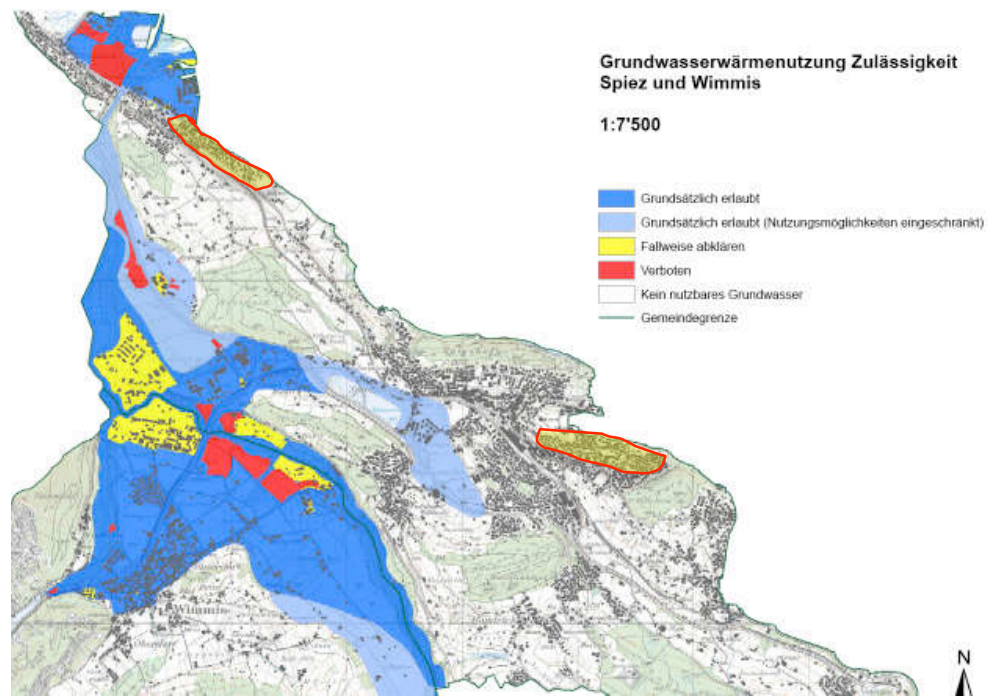 Grundwasserwärmenutzung Zulässigkeit
Spiez und Wimmis
1:7'500
Grundsätzlich erlaubt
Grundsätzlich erlaubt (Nutzungsmöglichkeiten eingeschränkt)
Fallweise abklären
Verboten
Kein nutzbares Grundwasser
Gemeindegrenze
Wimmis
N